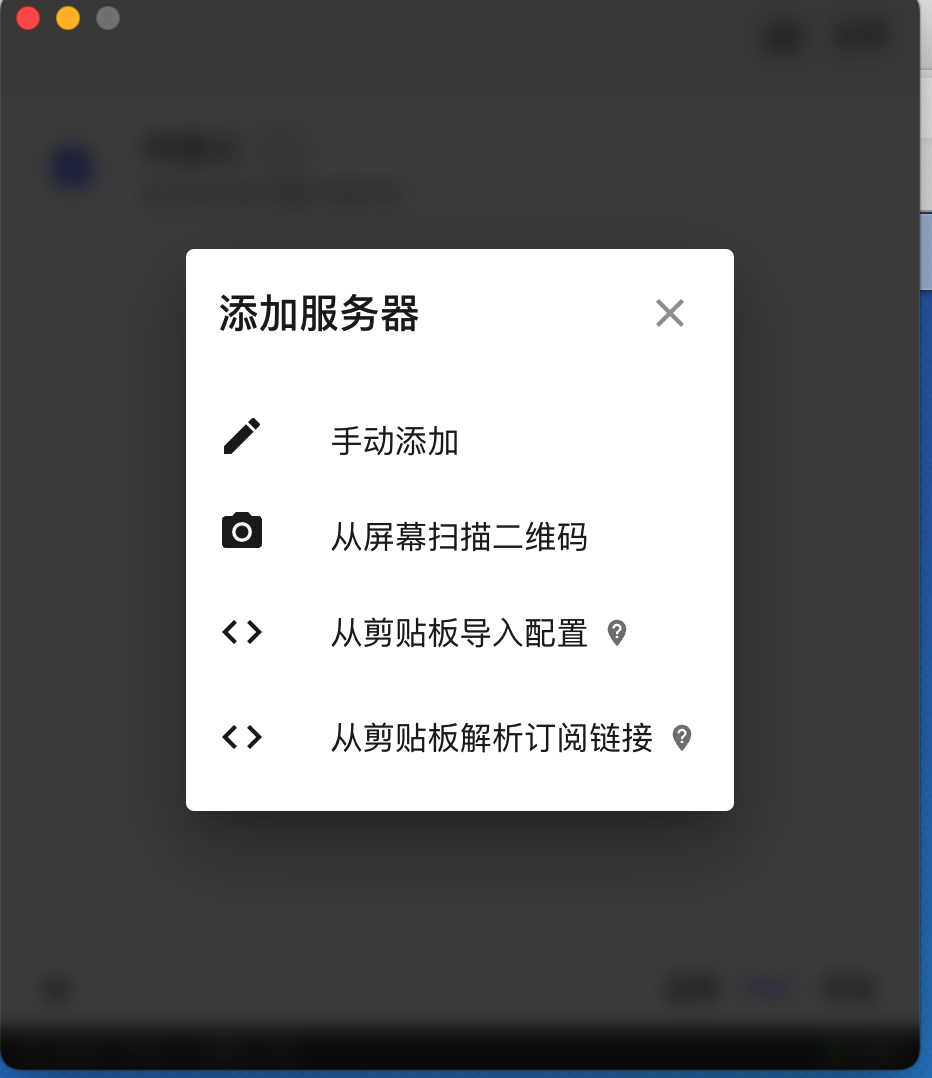 添加服务器
手动添加
从屏幕扫描二维码
从剪贴板导入配置
从剪贴板解析订阅链接